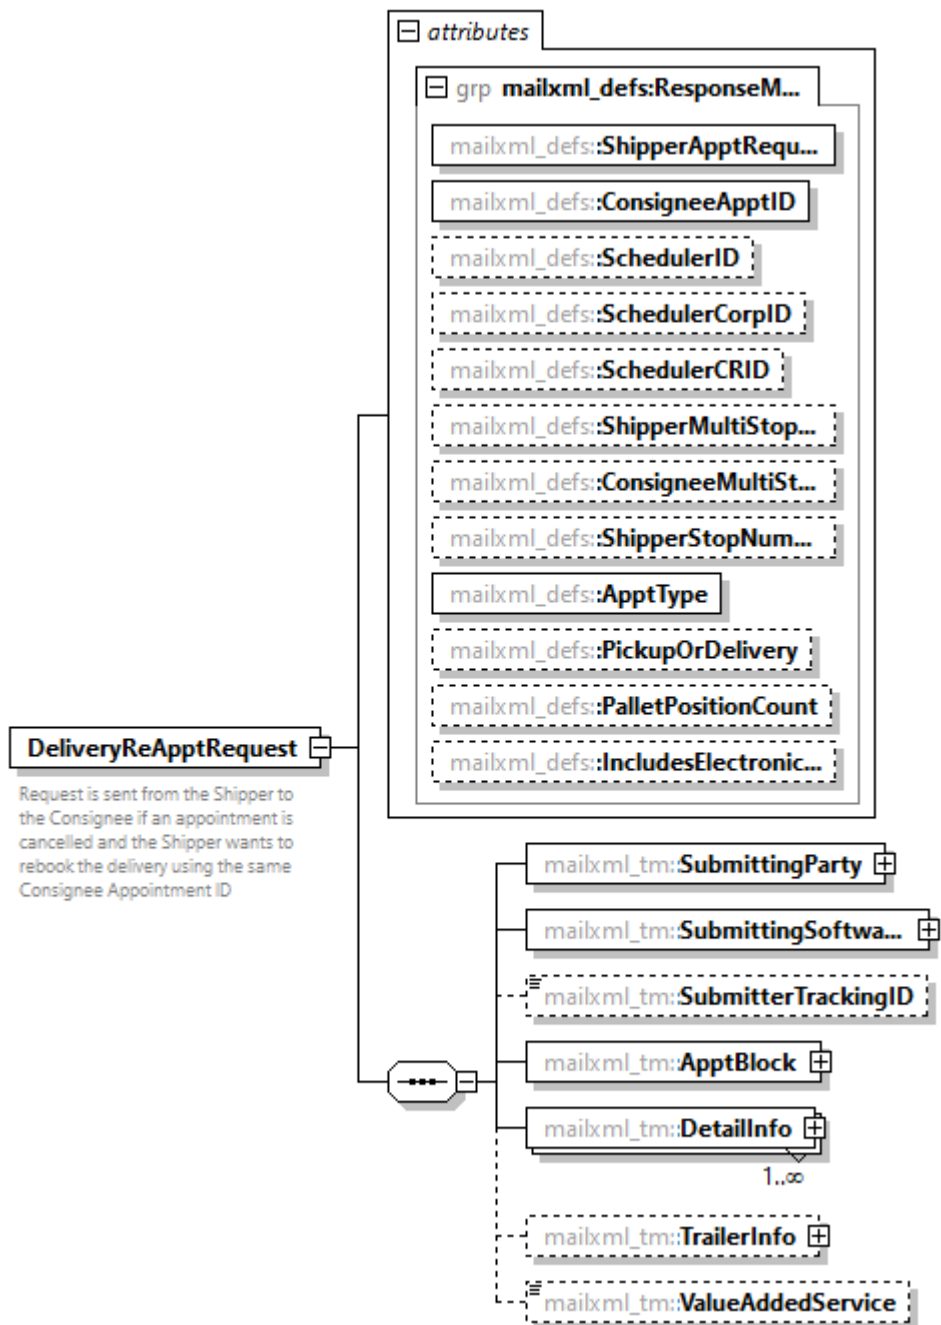 attributes
grp mailxml_defs:ResponseM...
mailxml_defs::ShipperApptRequ...
mailxml_defs::ConsigneeApptID
mailxml_defs::SchedulerID
mailxml_defs::SchedulerCorpID
mailxml_defs::SchedulerCRID
mailxml_defs::ShipperMultiStop...
mailxml_defs::ConsigneeMultiSt...
mailxml_defs::ShipperStopNum...
mailxml_defs::ApptType
mailxml_defs::PickupOrDelivery
mailxml_defs::PalletPositionCount
mailxml_defs::IncludesElectronic...
DeliveryReApptRequest
Request is sent from the Shipper to
the Consignee if an appointment is
cancelled and the Shipper wants to
rebook the delivery using the same
Consignee Appointment ID
mailxml_tm::SubmittingParty
mailxml_tm::SubmittingSoftwa...
mailxml_tm::SubmitterTrackingID
mailxml_tm::ApptBlock
mailxml_tm::DetailInfo
1..∞
mailxml_tm::TrailerInfo
mailxml_tm::ValueAddedService